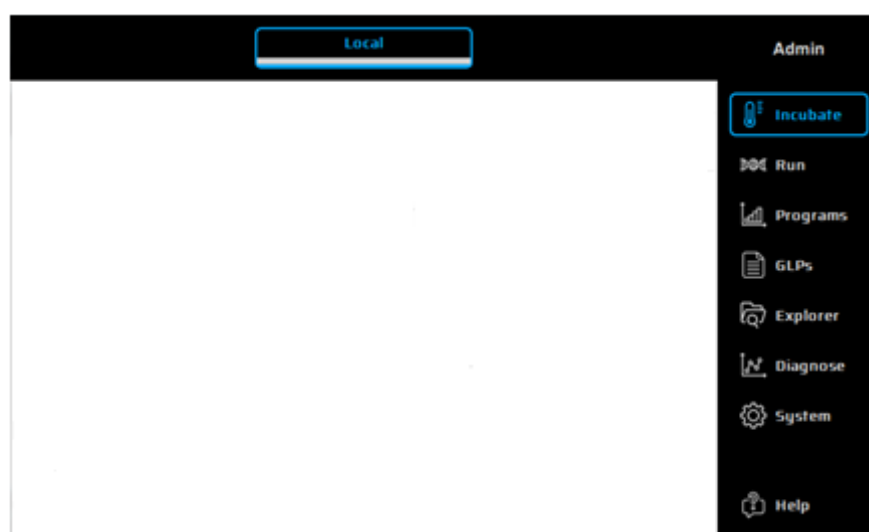 Local
Admin
Incubate
Run
Programs
GLPs
Explorer
Diagnose
System
Help